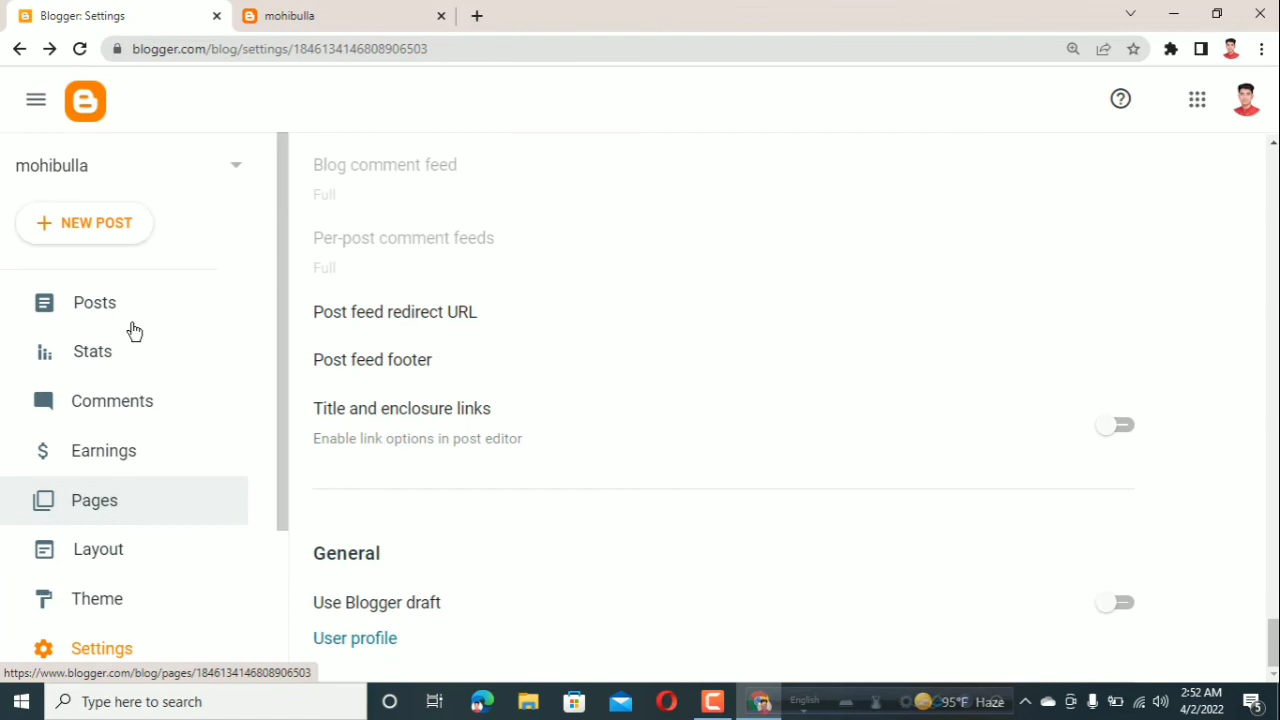 Blogger: Settings
mohibulla
blogger.com/blog/settings/1846134146808906503
mohibulla
NEW POST
Posts
Stats
Comments
Earnings
Pages
Layout
Theme
Settings
Blog comment feed
Full
Per-post comment feeds
Full
Post feed redirect URL
Post feed footer
Title and enclosure links
Enable link options in post editor
General
Use Blogger draft
User profile
https://www.blogger.com/blog/pages/1846134146808906503
Type here to search
English
95°F Haze
2:52 AM
4/2/2022
5